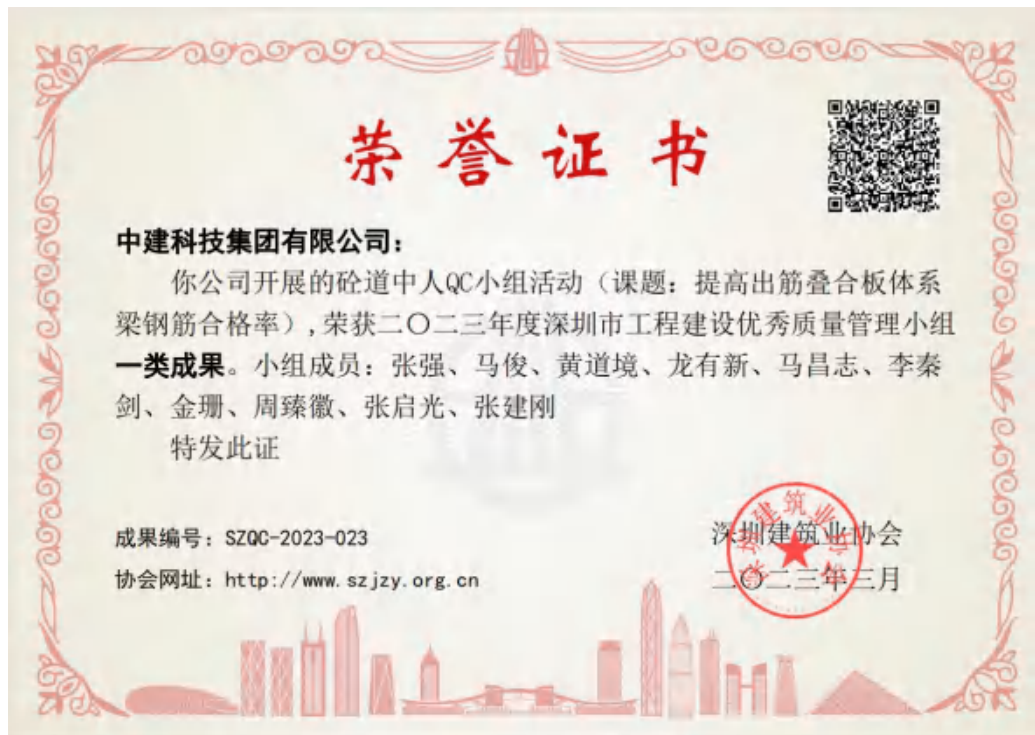 荣誉证书
中建科技集团有限公司：
你公司开展的砼道中人QC小组活动（课题：提高出筋叠合板体系
梁钢筋合格率）,荣获二〇二三年度深圳市工程建设优秀质量管理小组
一类成果。小组成员：张强、马俊、黄道境、龙有新、马昌志、李秦
剑、金珊、周臻徽、张启光、张建刚
特发此证
成果编号：SZQC-2023-023
深圳建筑业协会
协会网址：http://www.szjzy.org.cn
二〇二三年三月
深圳建筑业协会